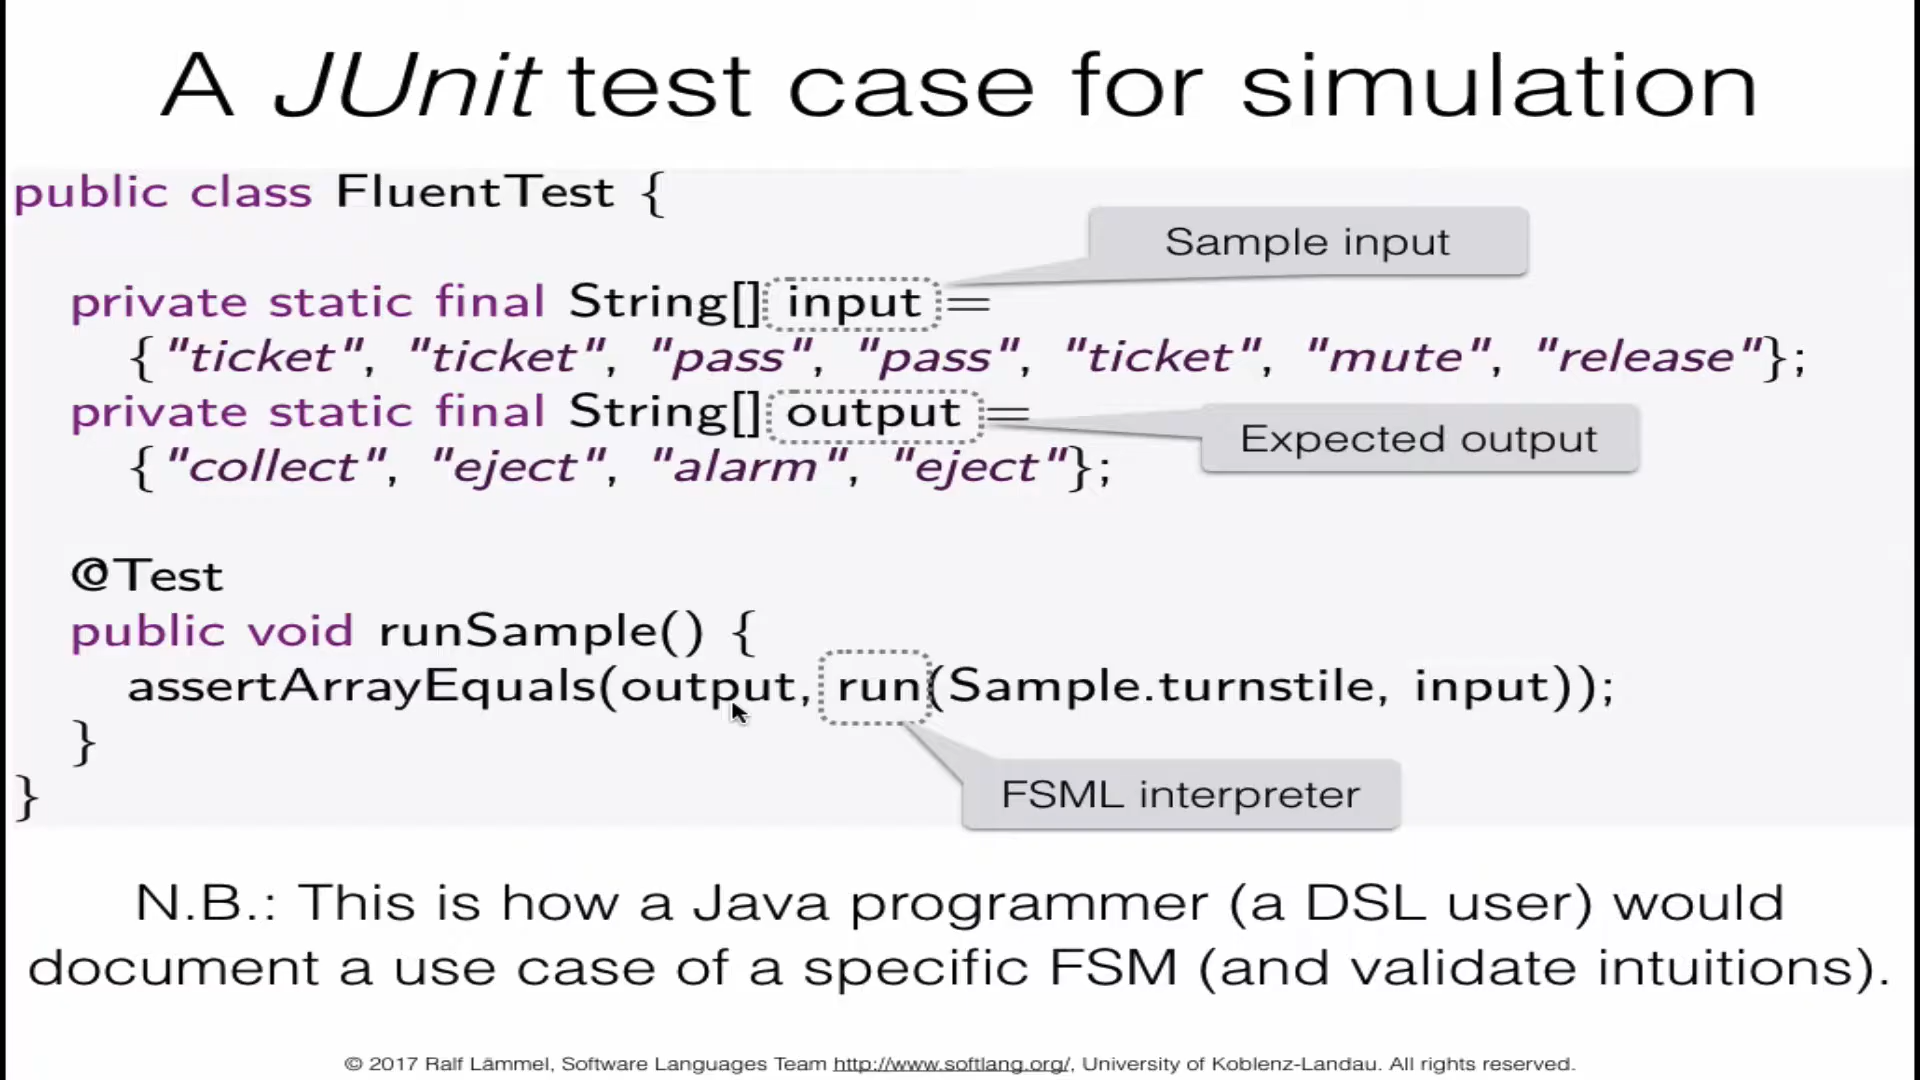 A JUnit test case for simulation
public class FluentTest {
Sample input
private static final String[] input =
{"ticket", "ticket", "pass", "pass", "ticket", "mute", "release"};
private static final String[] output =
Expected output
{"collect", "eject", "alarm", "eject"};
@Test
public void runSample() {
assertArrayEquals(output, run(Sample.turnstile, input));
}
FSML interpreter
}
N.B.: This is how a Java programmer (a DSL user) would
document a use case of a specific FSM (and validate intuitions).
© 2017 Ralf Lämmel, Software Languages Team http://www.softlang.org/, University of Koblenz-Landau. All rights reserved.